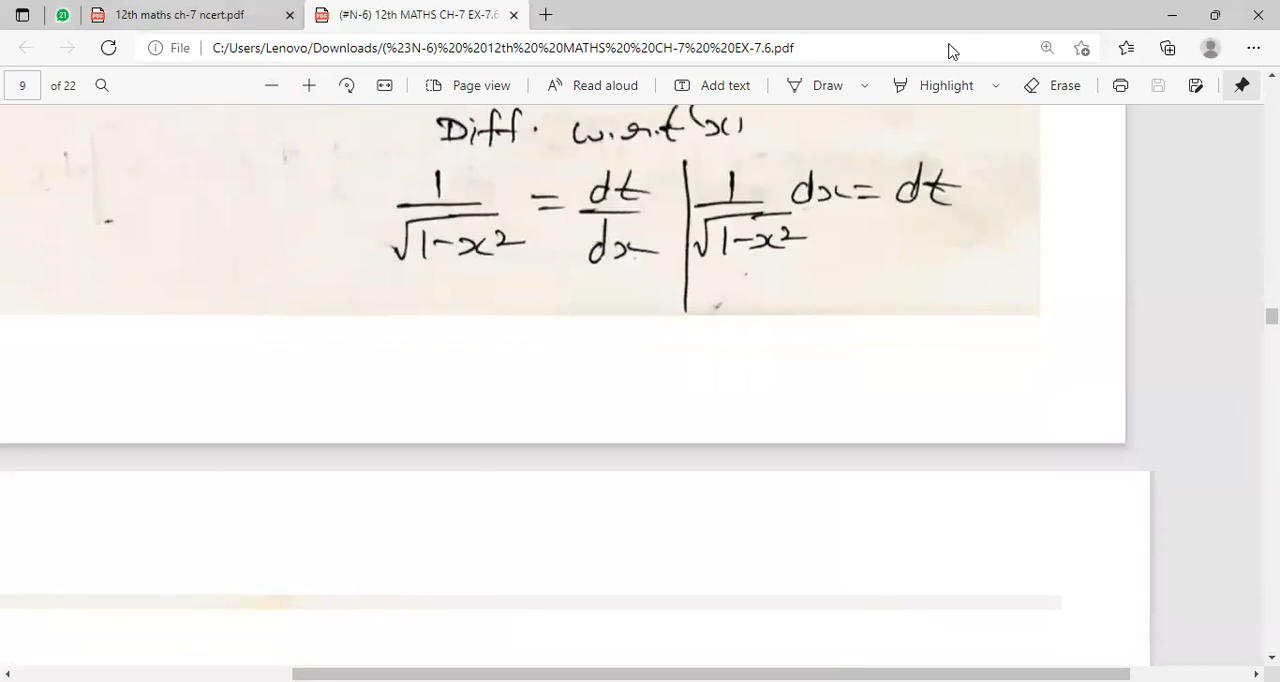 21
12th maths ch-7 ncert.pdf
(#N-6) 12th MATHS CH-7 EX-7.6
File
C:/Users/Lenovo/Downloads/(%23N-6)%20%2012th%20%20MATHS%20%20CH-7%20%20EX-7.6.pdf
9 of 22
Page view
Read aloud
Add text
Draw
Highlight
Erase
Diff. w.r.t (x)
1/√(1-x²) = dt/dx | 1/√(1-x²) dx = dt